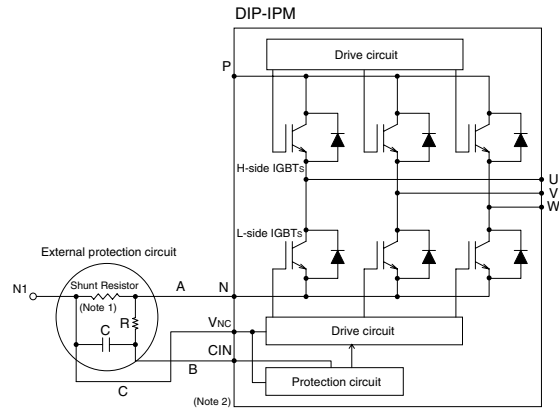 DIP-IPM
Drive circuit
P
H-side IGBTs
U
V
W
L-side IGBTs
External protection circuit
N1
Shunt Resistor
A
N
(Note 1)
R
C
VNC
Drive circuit
CIN
B
C
Protection circuit
(Note 2)